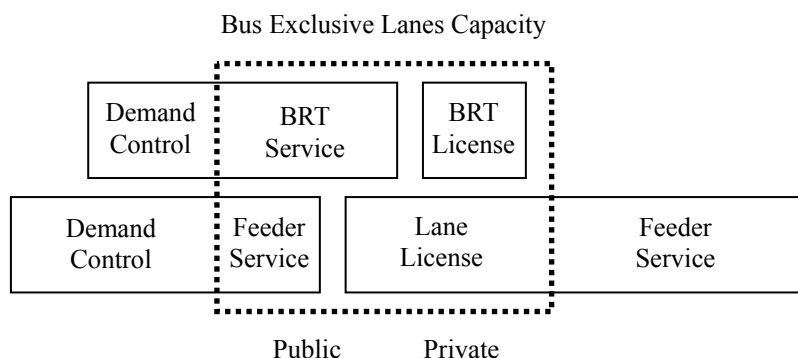 Bus Exclusive Lanes Capacity
Demand
Control
BRT
Service
BRT
License
Demand
Control
Feeder
Service
Lane
License
Feeder
Service
Public
Private